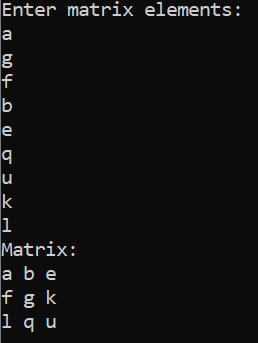 Enter matrix elements:
a
g
f
b
e
q
u
k
l
Matrix:
a b e
f g k
l q u